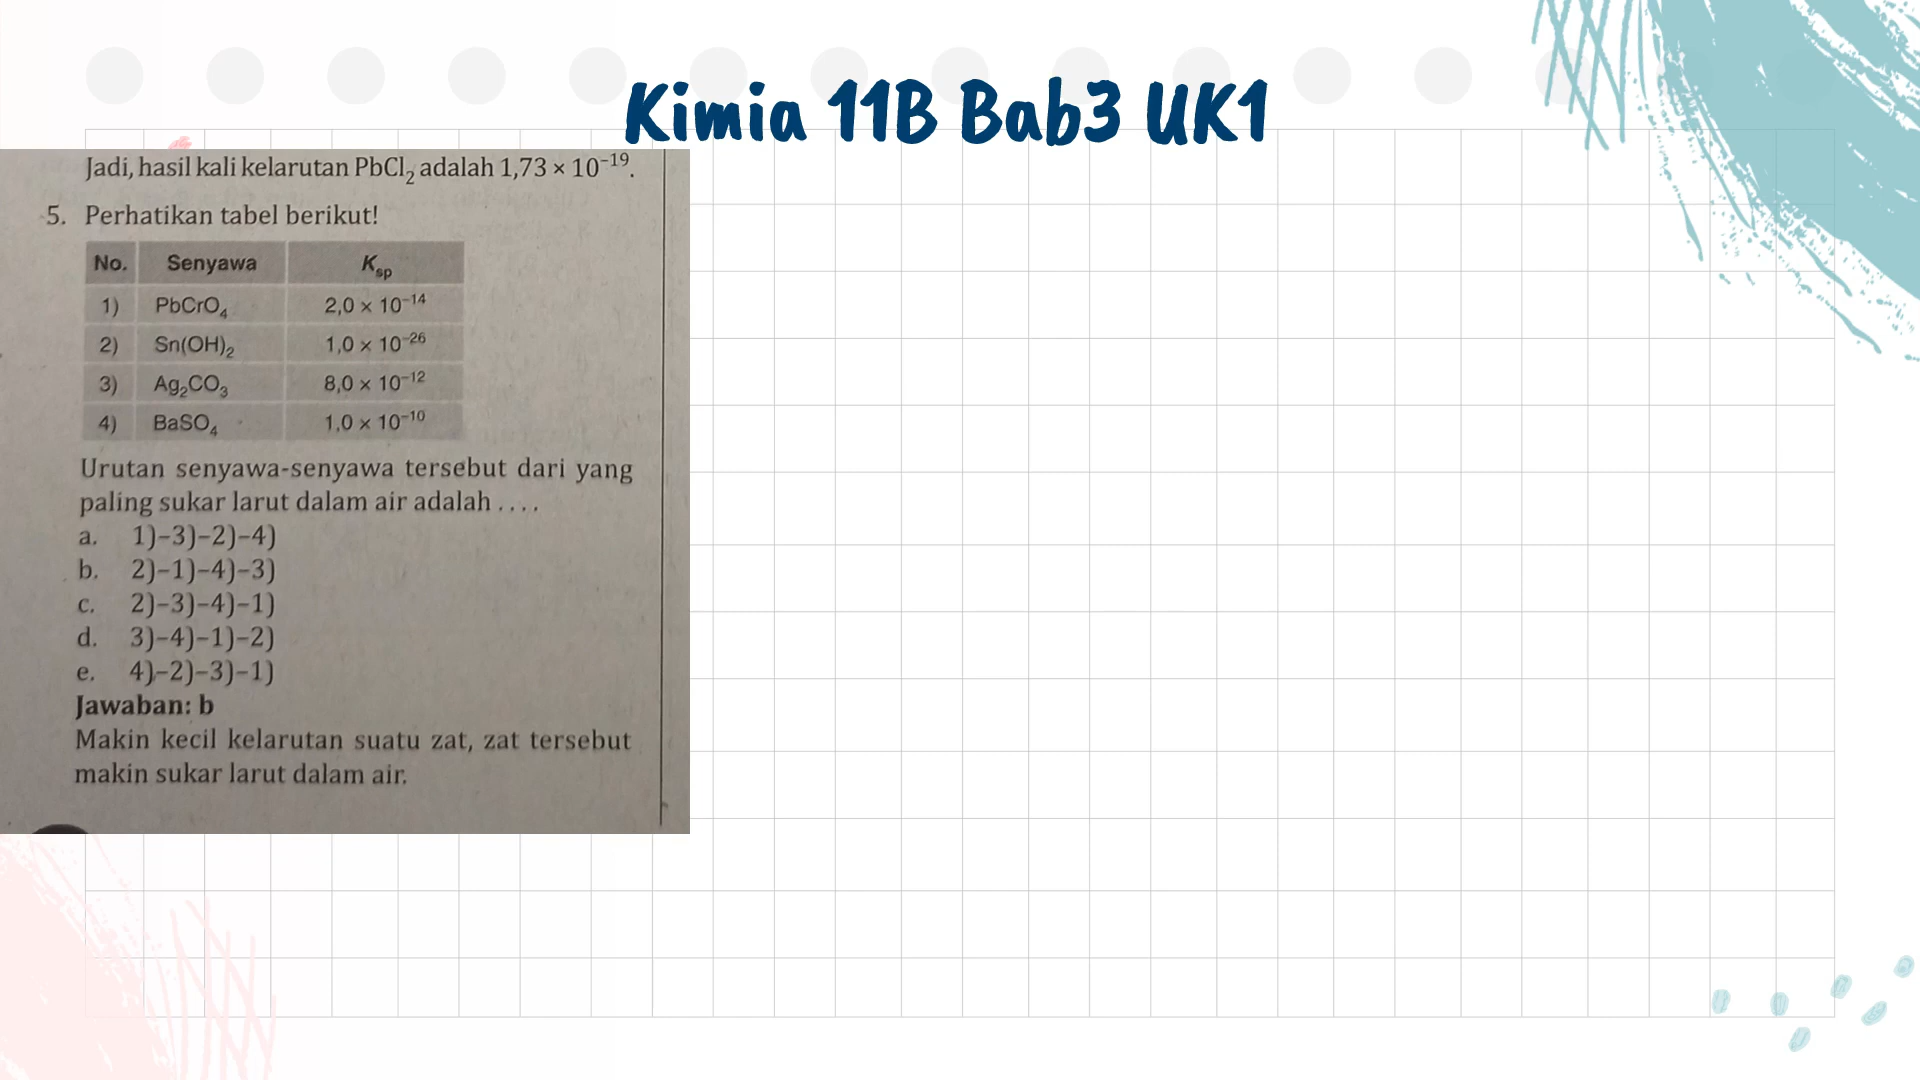 Kimia 11B Bab3 UK1
Jadi, hasil kali kelarutan PbCl₂ adalah 1,73 × 10⁻¹⁹.
5. Perhatikan tabel berikut!
No. Senyawa Kₛₚ
1) PbCrO₄ 2,0 × 10⁻¹⁴
2) Sn(OH)₂ 1,0 × 10⁻²⁶
3) Ag₂CO₃ 8,0 × 10⁻¹²
4) BaSO₄ 1,0 × 10⁻¹⁰
Urutan senyawa-senyawa tersebut dari yang
paling sukar larut dalam air adalah . . . .
a. 1)–3)–2)–4)
b. 2)–1)–4)–3)
c. 2)–3)–4)–1)
d. 3)–4)–1)–2)
e. 4)–2)–3)–1)
Jawaban: b
Makin kecil kelarutan suatu zat, zat tersebut
makin sukar larut dalam air.